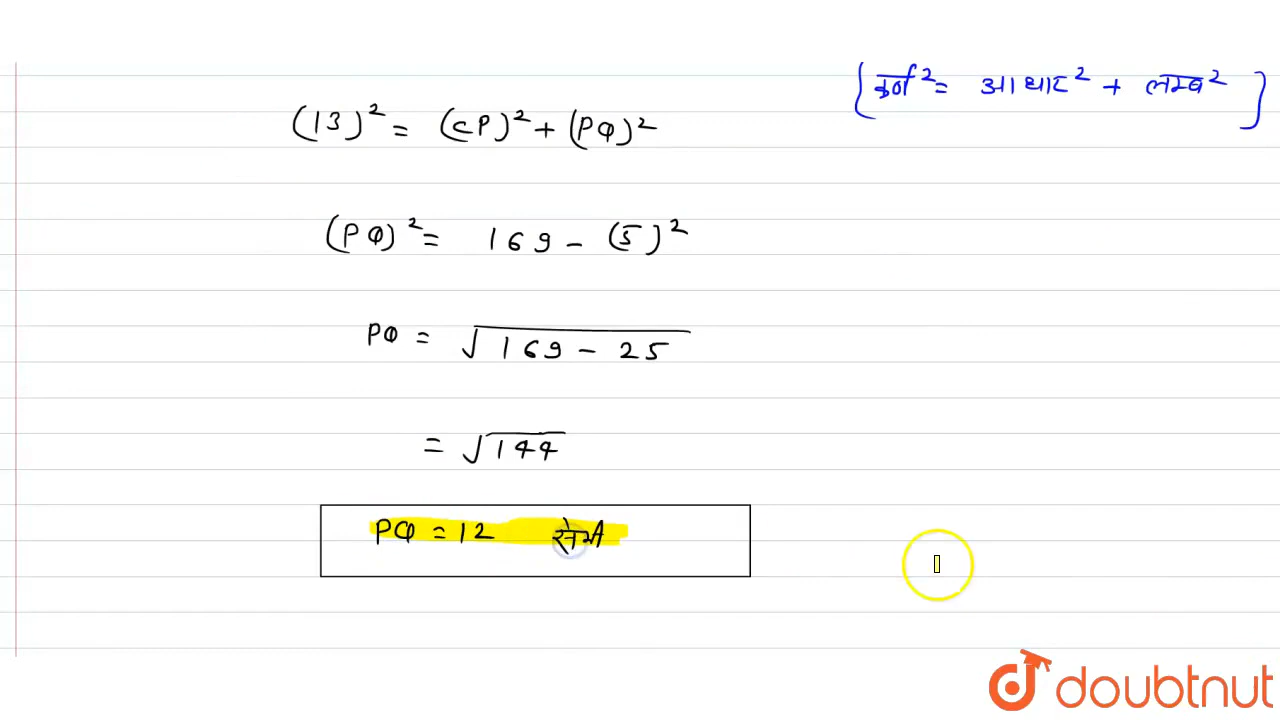 {कर्ण² = आधार² + लम्ब²}
(13)² = (CP)² + (PQ)²
(PQ)² = 169 - (5)²
PQ = √169 - 25
= √144
PQ = 12 सेमी
doubtnut